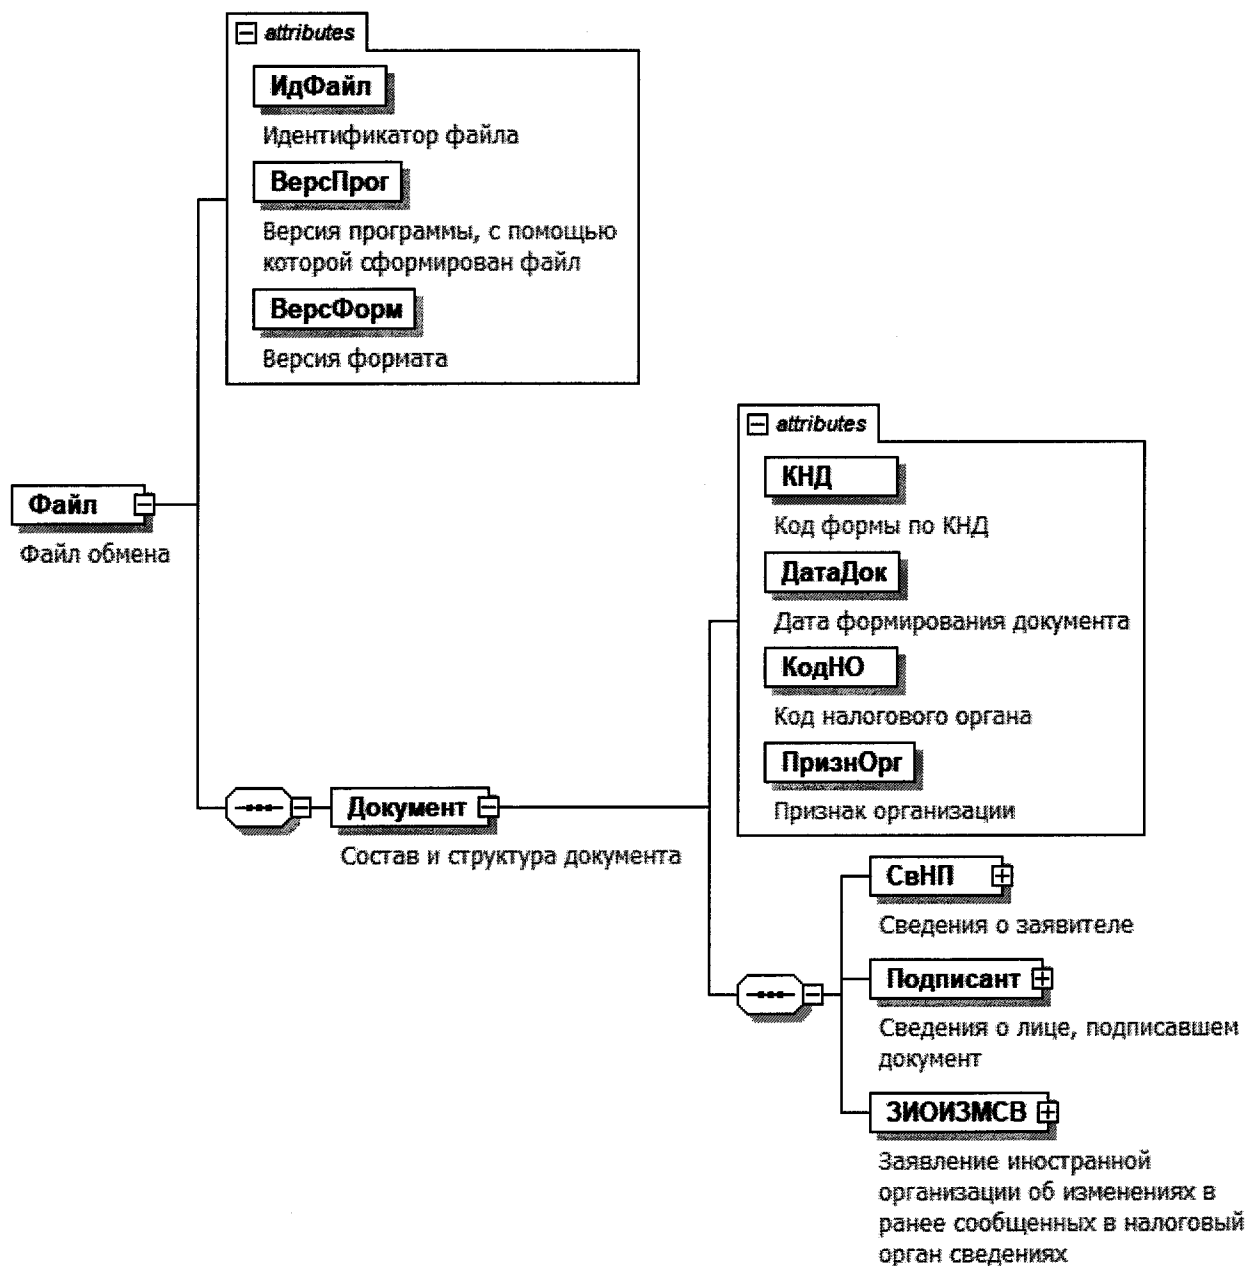 attributes
ИдФайл
Идентификатор файла
ВерсПрог
Версия программы, с помощью
которой сформирован файл
ВерсФорм
Версия формата
Файл
Файл обмена
Документ
Состав и структура документа
attributes
КНД
Код формы по КНД
ДатаДок
Дата формирования документа
КодНО
Код налогового органа
ПризнОрг
Признак организации
СвНП
Сведения о заявителе
Подписант
Сведения о лице, подписавшем
документ
ЗИОИЗМСВ
Заявление иностранной
организации об изменениях в
ранее сообщенных в налоговый
орган сведениях